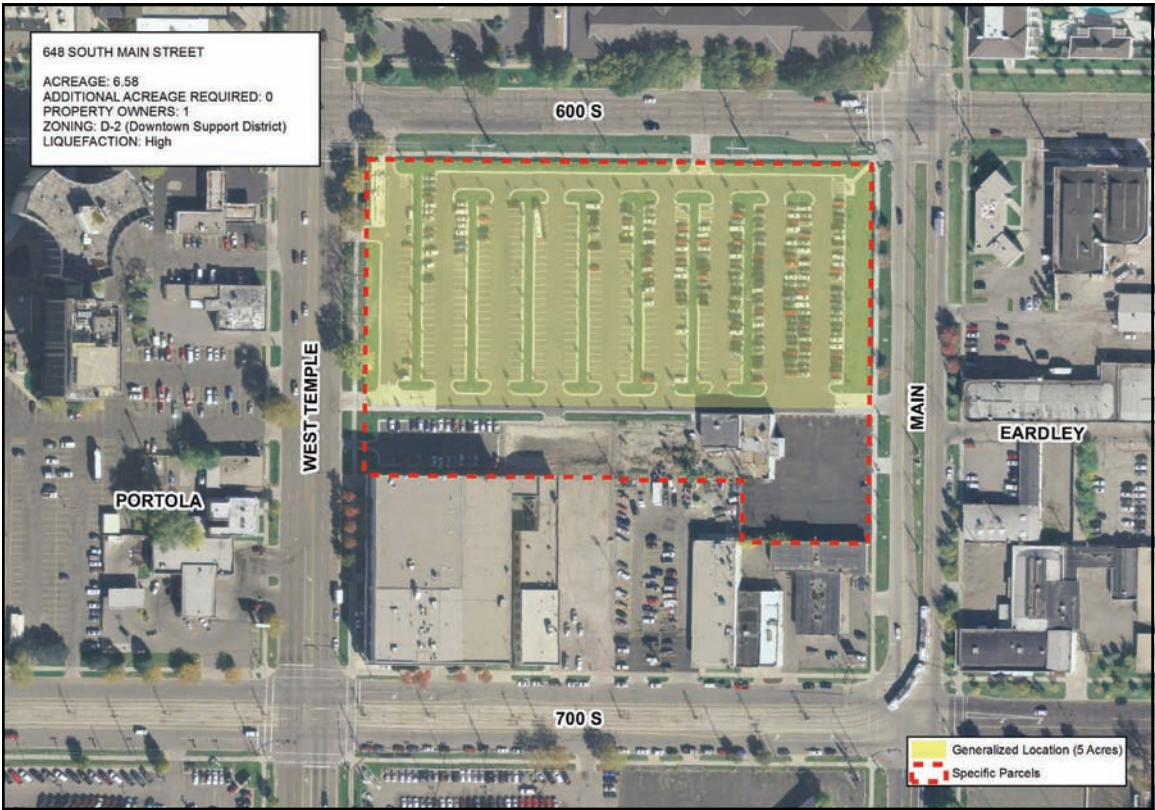 648 SOUTH MAIN STREET
ACREAGE: 6.58
ADDITIONAL ACREAGE REQUIRED: 0
PROPERTY OWNERS: 1
ZONING: D-2 (Downtown Support District)
LIQUEFACTION: High
600 S
WEST TEMPLE
MAIN
EARDLEY
PORTOLA
700 S
Generalized Location (5 Acres)
Specific Parcels